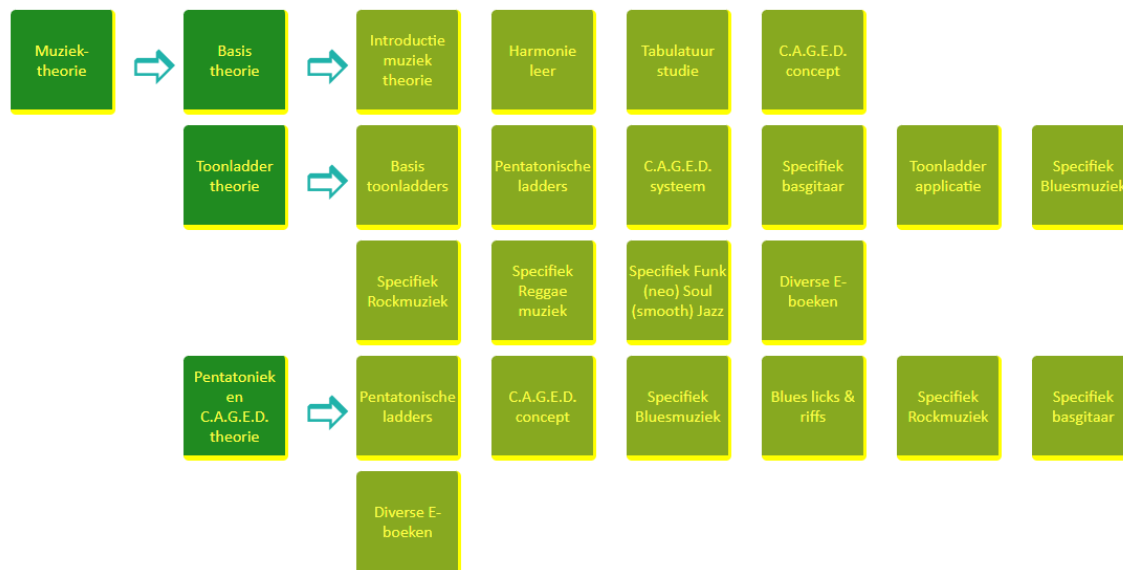 Muziek-
theorie
Basis
theorie
Introductie
muziek
theorie
Harmonie
leer
Tabulatuur
studie
C.A.G.E.D.
concept
Toonladder
theorie
Basis
toonladders
Pentatonische
ladders
C.A.G.E.D.
systeem
Specifiek
basgitaar
Toonladder
applicatie
Specifiek
Bluesmuziek
Specifiek
Rockmuziek
Specifiek
Reggae
muziek
Specifiek Funk
(neo) Soul
(smooth) Jazz
Diverse E-
boeken
Pentatoniek
en
C.A.G.E.D.
theorie
Pentatonische
ladders
C.A.G.E.D.
concept
Specifiek
Bluesmuziek
Blues licks &
riffs
Specifiek
Rockmuziek
Specifiek
basgitaar
Diverse E-
boeken